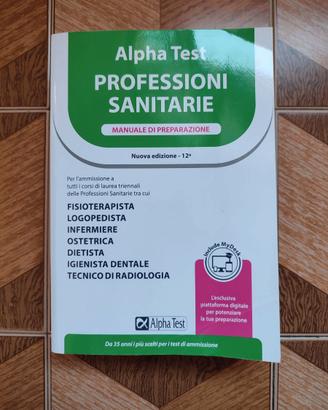 Alpha Test
PROFESSIONI
SANITARIE
MANUALE DI PREPARAZIONE
Nuova edizione - 12ª
Per l'ammissione a
tutti i corsi di laurea triennali
delle Professioni Sanitarie tra cui
FISIOTERAPISTA
LOGOPEDISTA
INFERMIERE
OSTETRICA
DIETISTA
IGIENISTA DENTALE
TECNICO DI RADIOLOGIA
Include MyDesk
L'esclusiva
piattaforma digitale
per potenziare
la tua preparazione
Alpha Test
Da 35 anni i più scelti per i test di ammissione